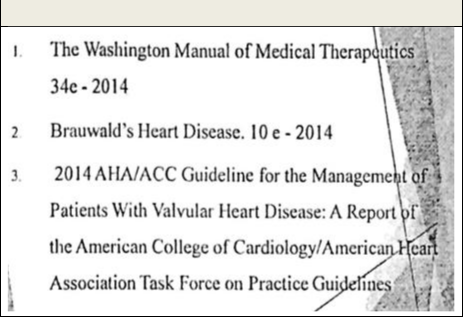 1. The Washington Manual of Medical Therapeutics
34e - 2014
2 Brauwald's Heart Disease. 10 e - 2014
3. 2014 AHA/ACC Guideline for the Management of
Patients With Valvular Heart Disease: A Report of
the American College of Cardiology/American Heart
Association Task Force on Practice Guidelines